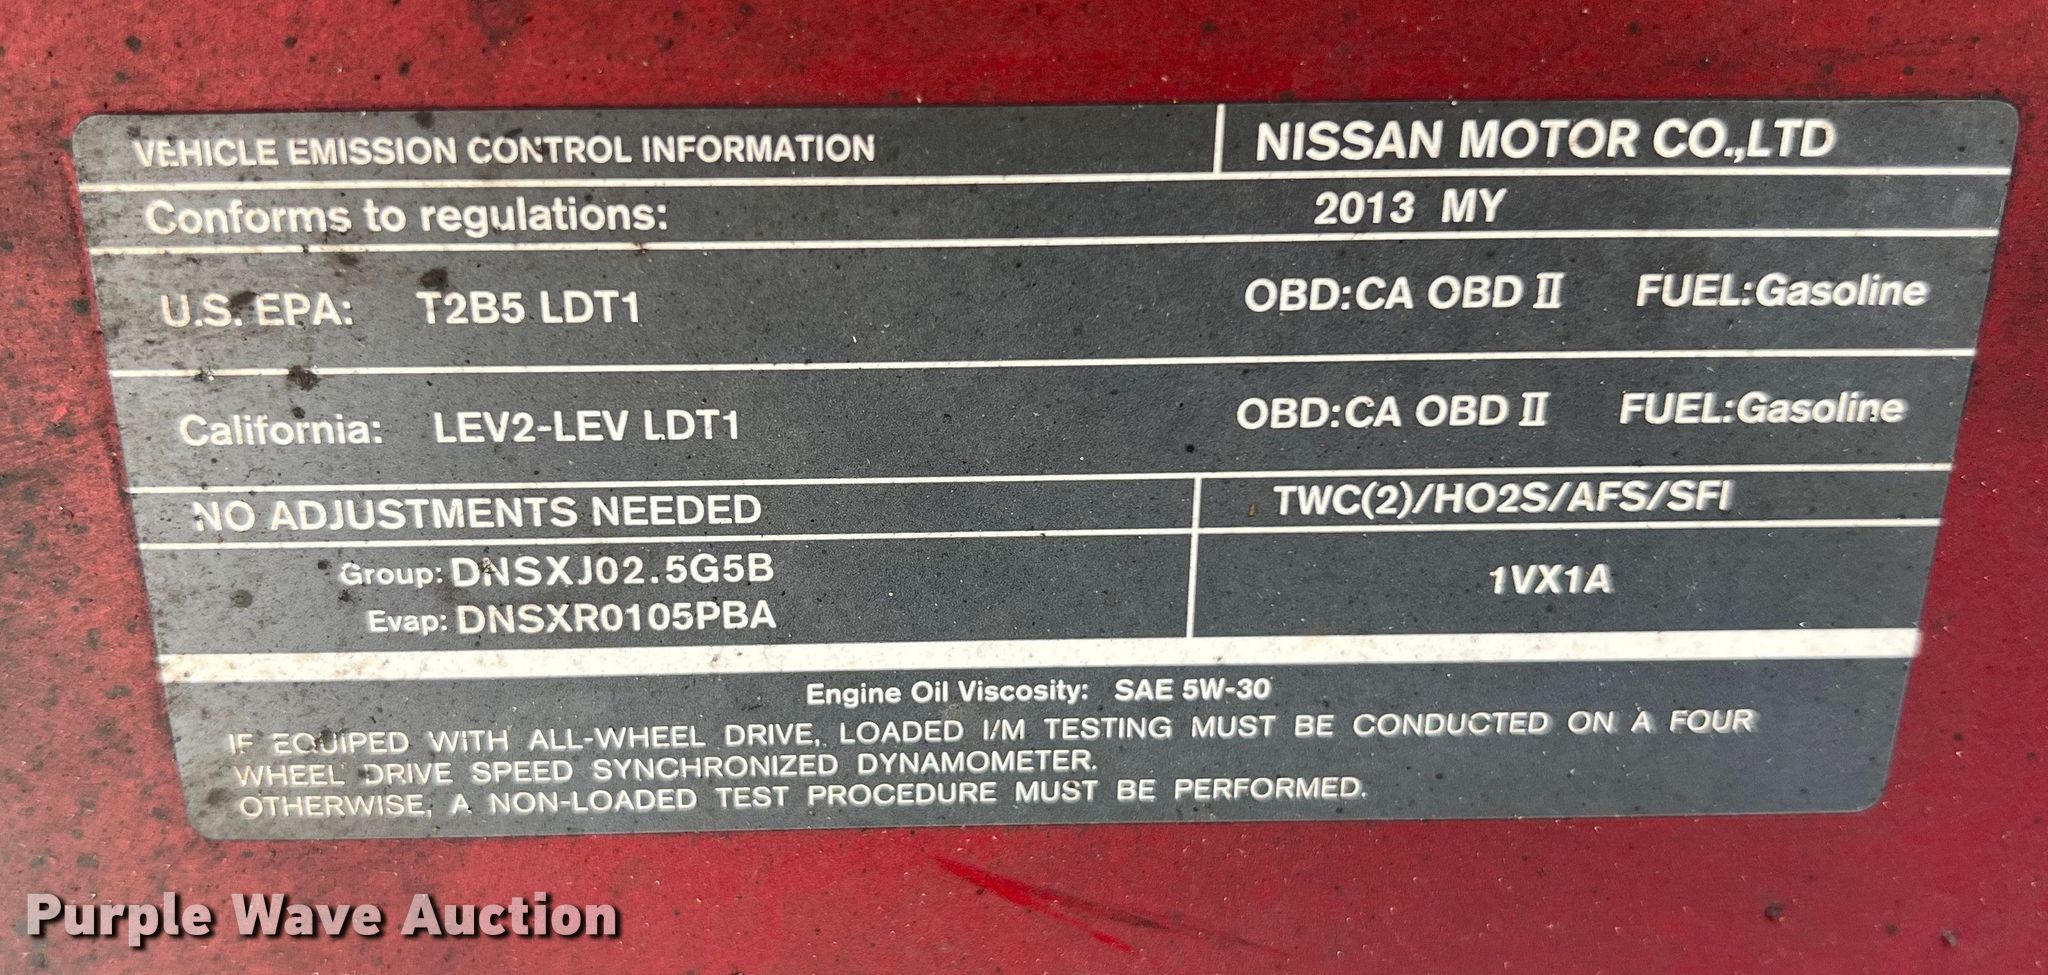 VEHICLE EMISSION CONTROL INFORMATION NISSAN MOTOR CO.,LTD
Conforms to regulations: 2013 MY
U.S. EPA: T2B5 LDT1 OBD:CA OBD II FUEL:Gasoline
California: LEV2-LEV LDT1 OBD:CA OBD II FUEL:Gasoline
NO ADJUSTMENTS NEEDED TWC(2)/HO2S/AFS/SFI
Group: DNSXJ02.5G5B 1VX1A
Evap: DNSXR0105PBA
Engine Oil Viscosity: SAE 5W-30
IF EQUIPED WITH ALL-WHEEL DRIVE, LOADED I/M TESTING MUST BE CONDUCTED ON A FOUR
WHEEL DRIVE SPEED SYNCHRONIZED DYNAMOMETER.
OTHERWISE, A NON-LOADED TEST PROCEDURE MUST BE PERFORMED.
Purple Wave Auction